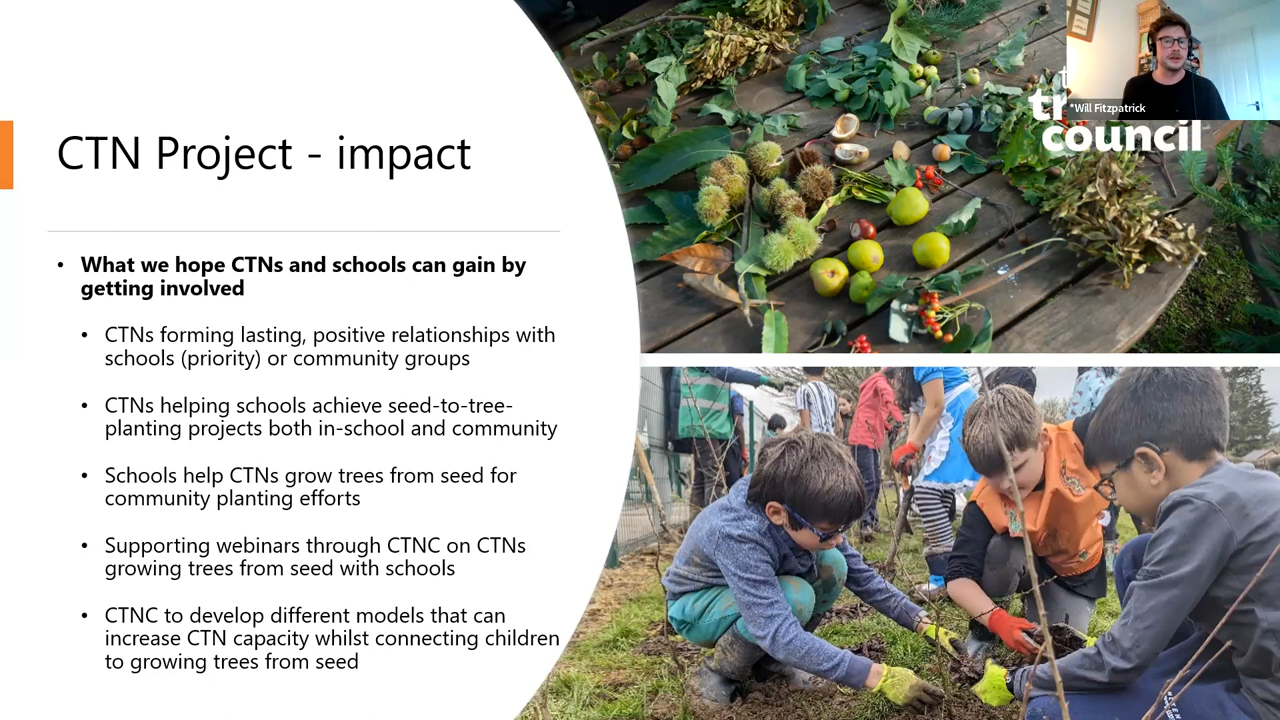 CTN Project - impact
• What we hope CTNs and schools can gain by
getting involved
• CTNs forming lasting, positive relationships with
schools (priority) or community groups
• CTNs helping schools achieve seed-to-tree-
planting projects both in-school and community
• Schools help CTNs grow trees from seed for
community planting efforts
• Supporting webinars through CTNC on CTNs
growing trees from seed with schools
• CTNC to develop different models that can
increase CTN capacity whilst connecting children
to growing trees from seed
*Will Fitzpatrick
council